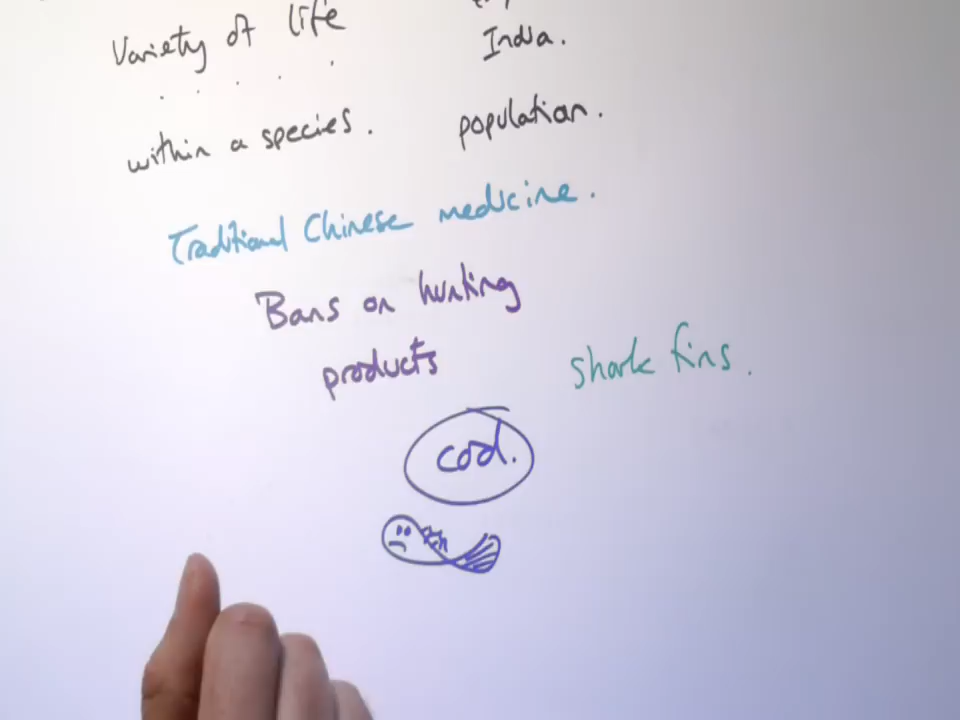 Variety of life
India.
within a species. population.
Traditional Chinese medicine.
Bans on hunting
products shark fins.
cod.